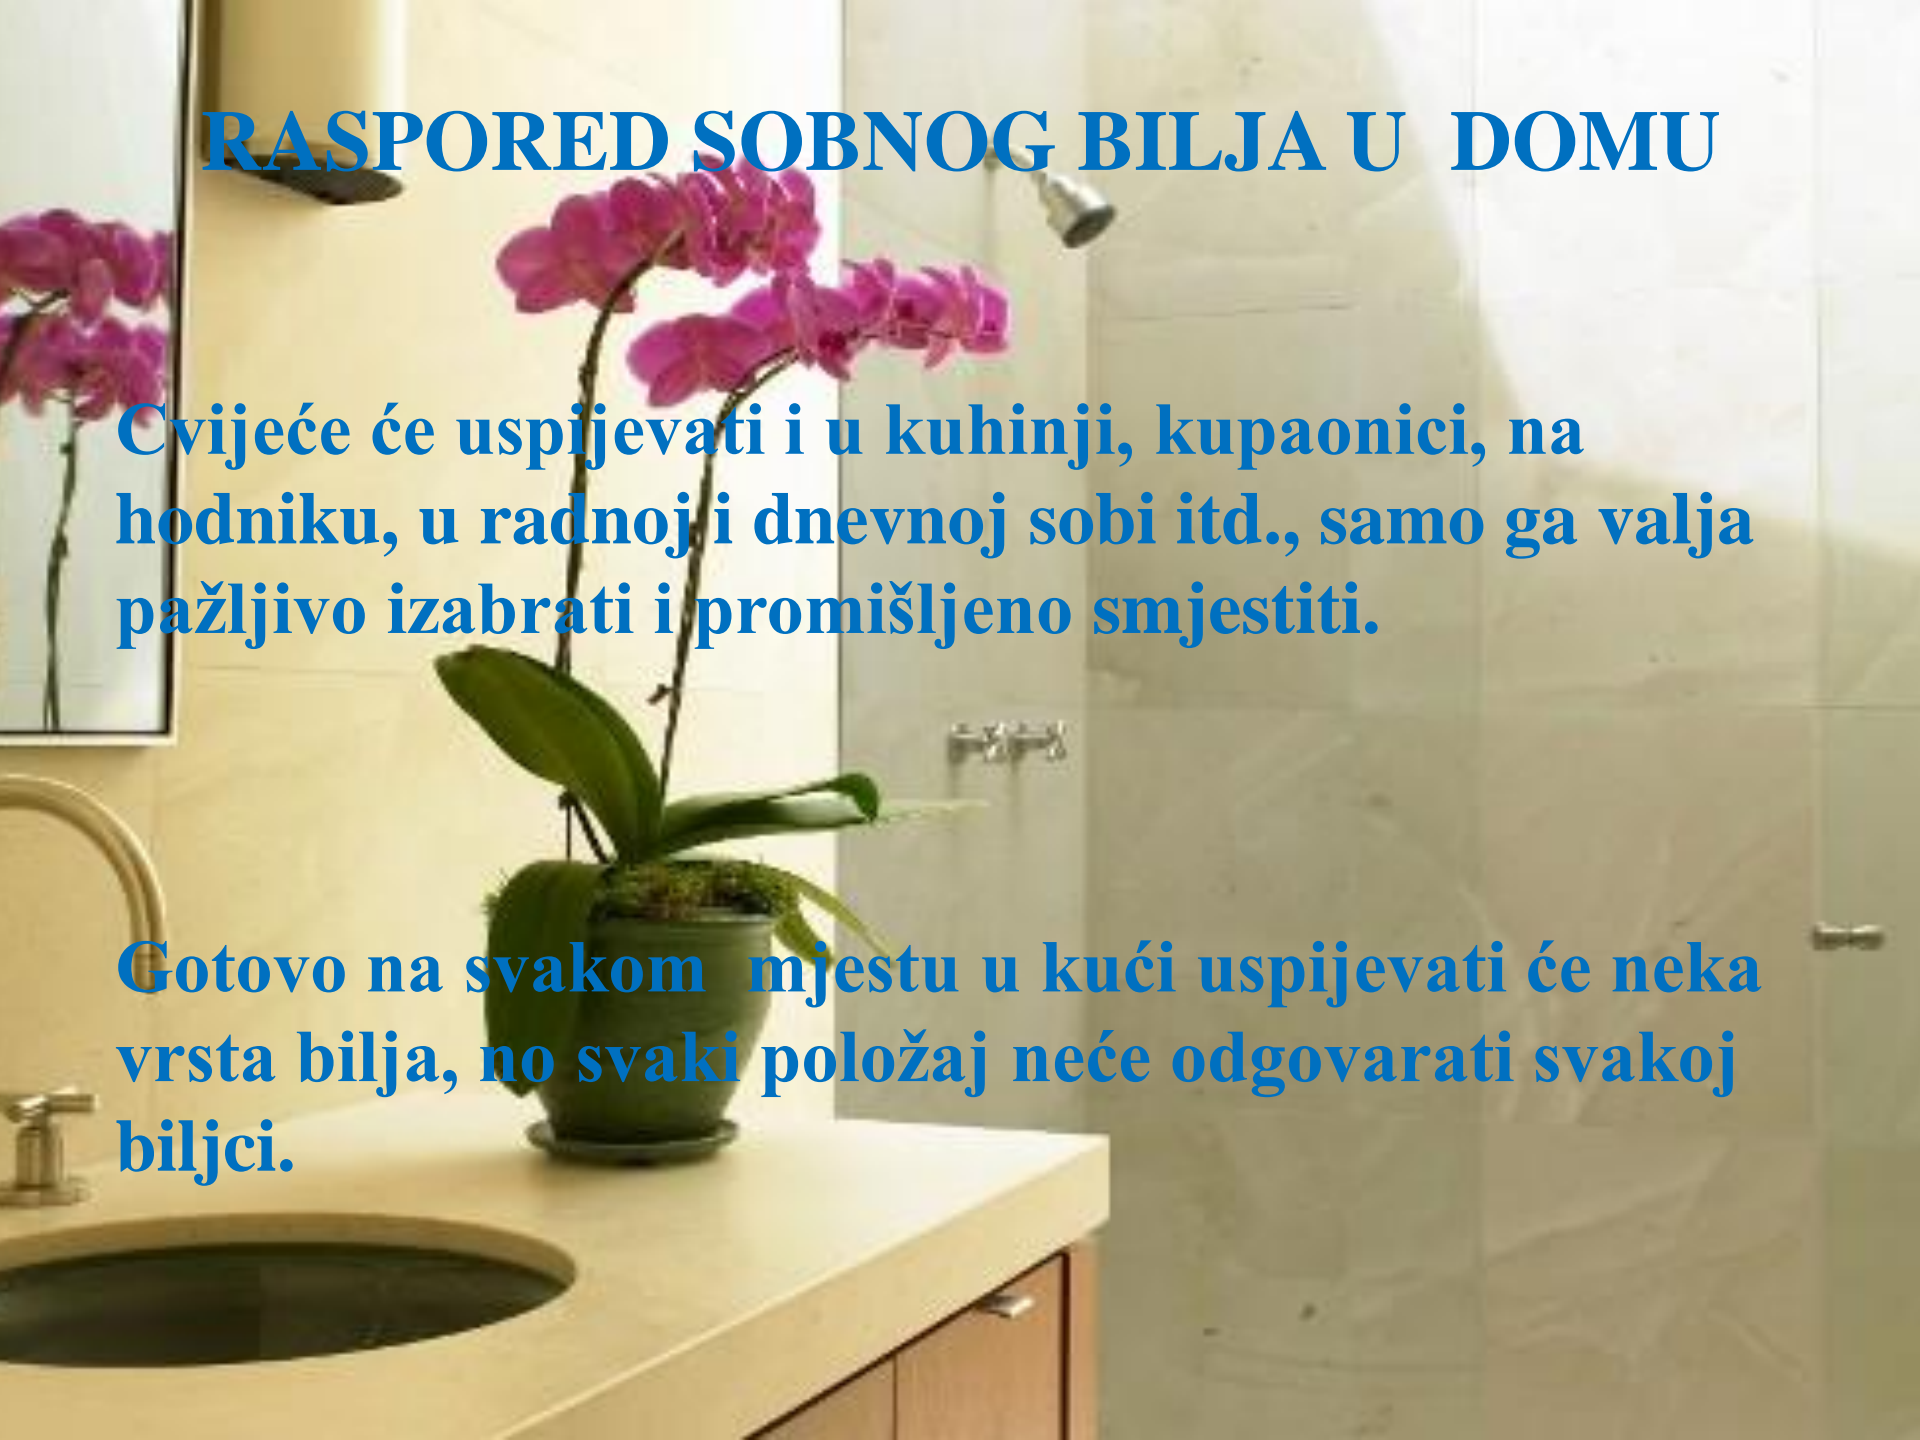 RASPORED SOBNOG BILJA U  DOMU
Cvijeće će uspijevati i u kuhinji, kupaonici, na
hodniku, u radnoj i dnevnoj sobi itd., samo ga valja
pažljivo izabrati i promišljeno smjestiti.
Gotovo na svakom  mjestu u kući uspijevati će neka
vrsta bilja, no svaki položaj neće odgovarati svakoj
biljci.